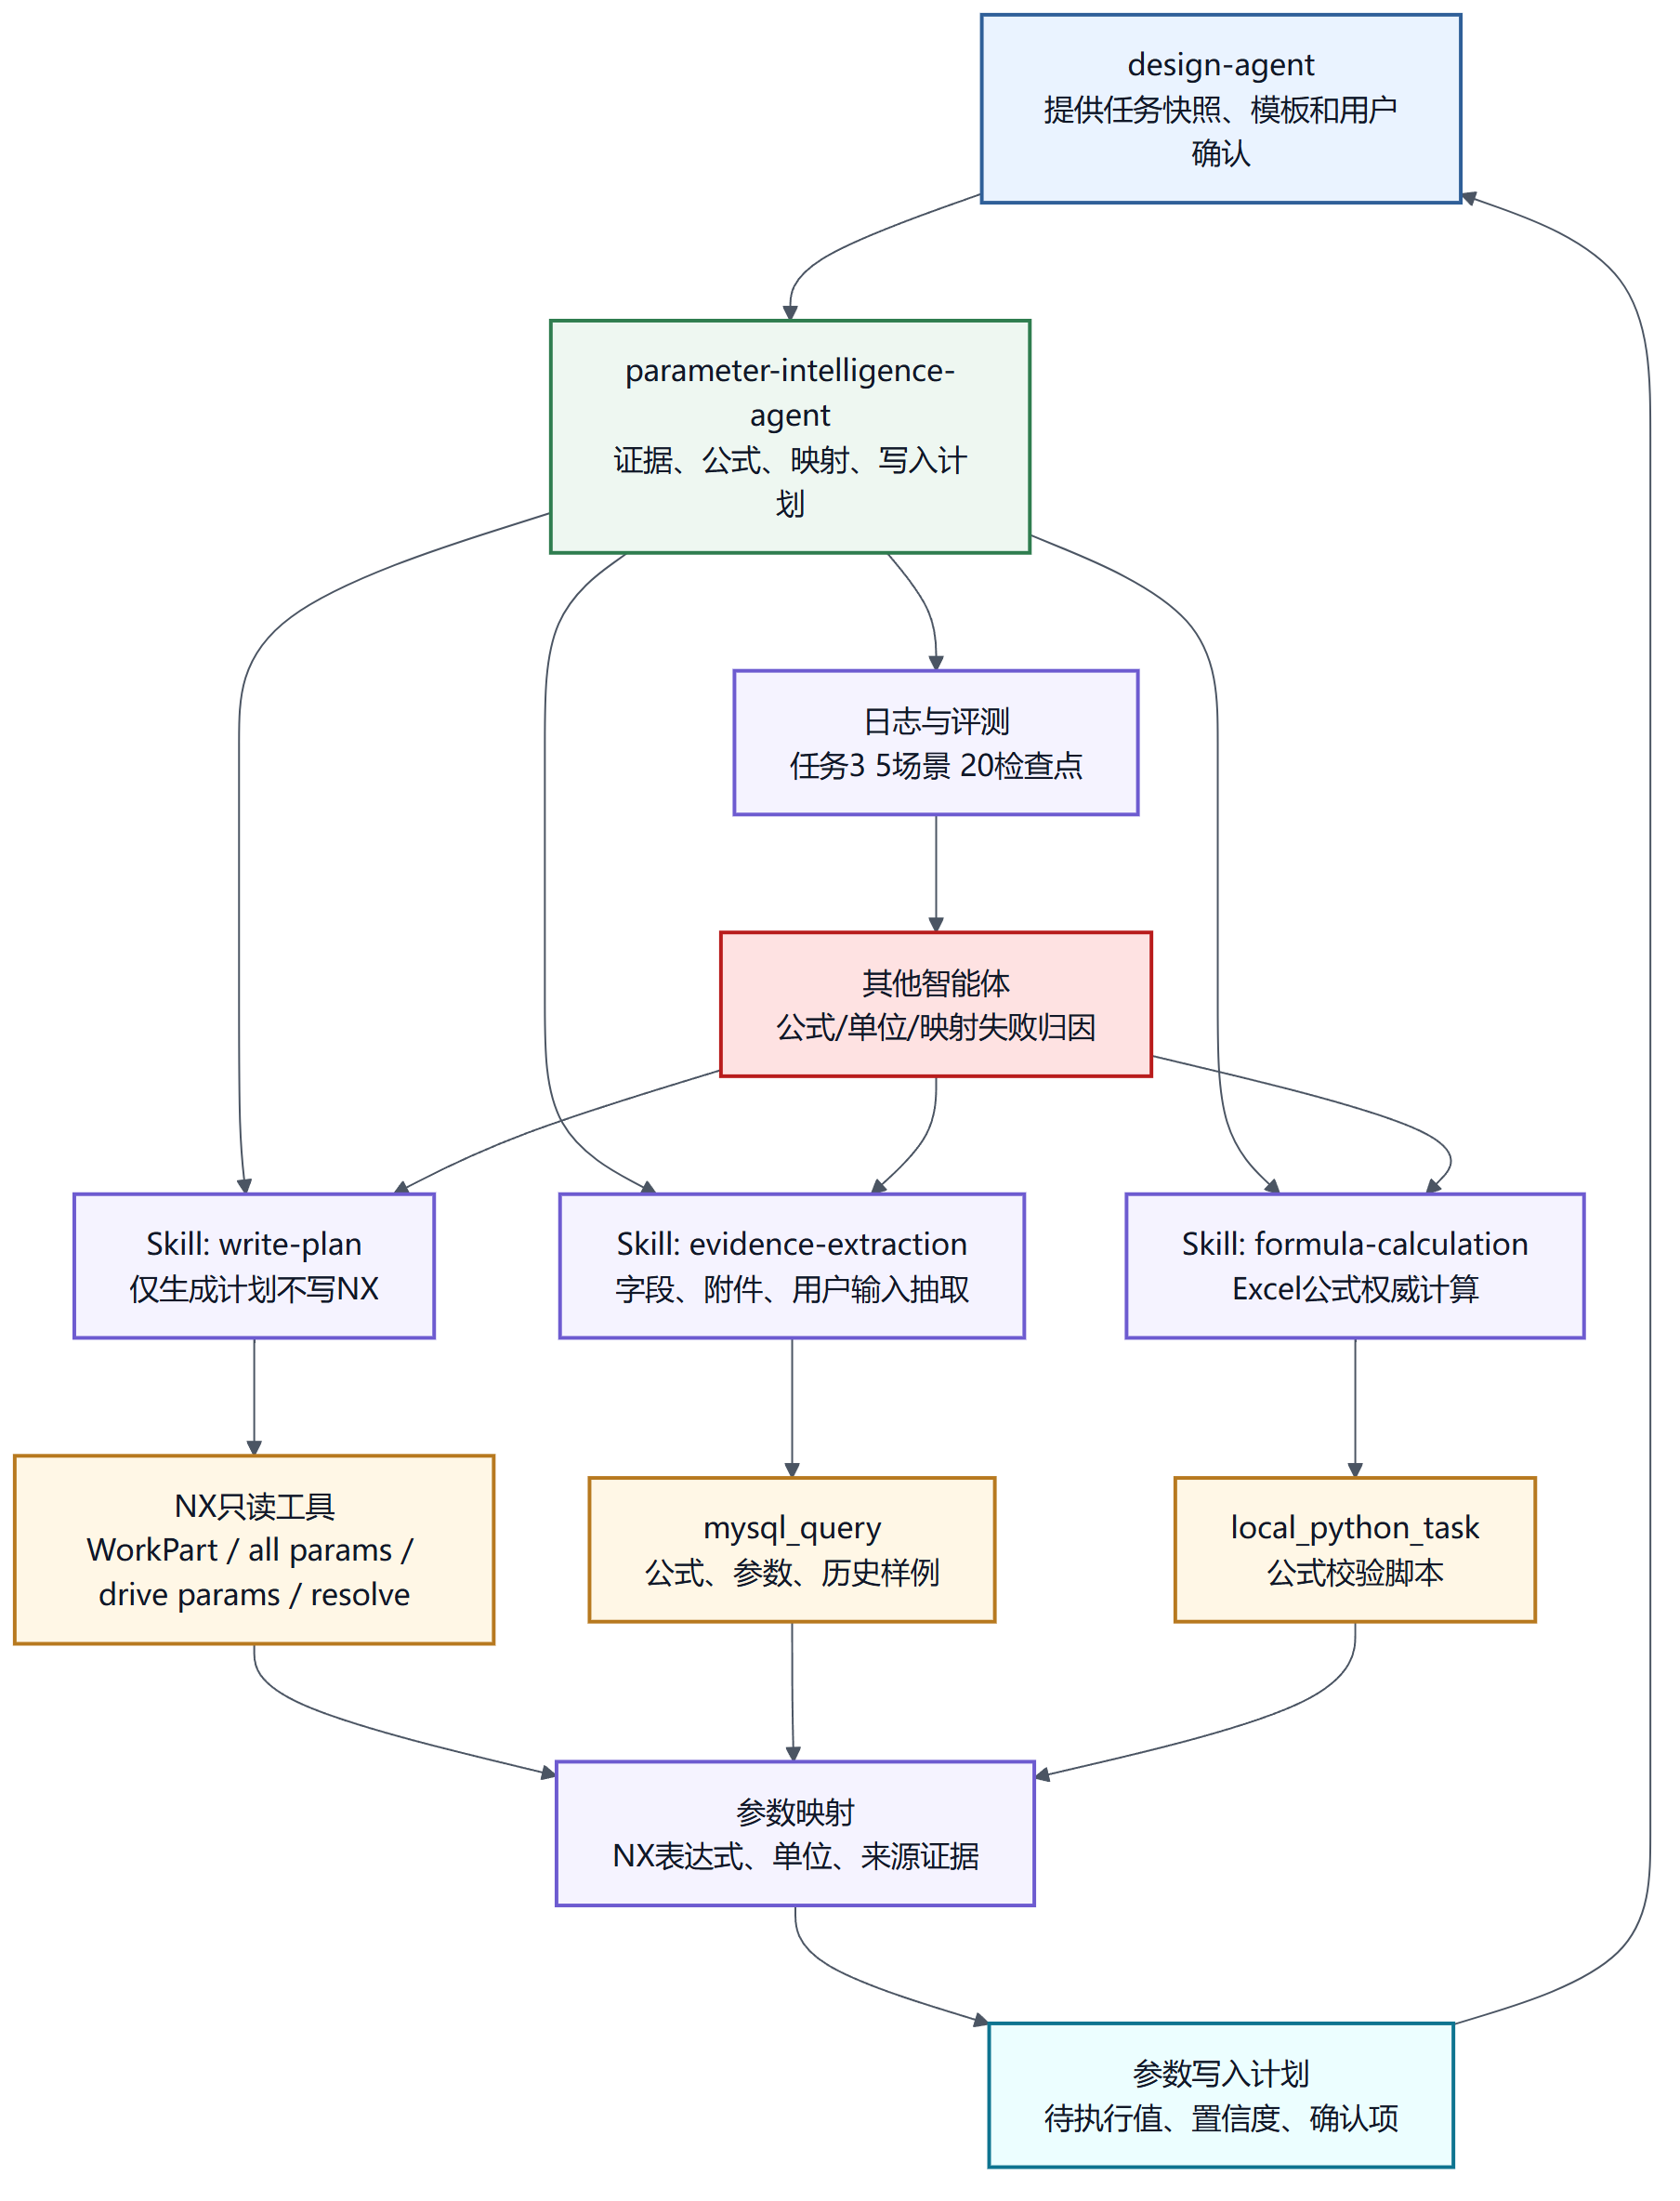 design-agent
提供任务快照、模板和用户
确认
parameter-intelligence-
agent
证据、公式、映射、写入计
划
日志与评测
任务3 5场景 20检查点
其他智能体
公式/单位/映射失败归因
Skill: write-plan
仅生成计划不写NX
Skill: evidence-extraction
字段、附件、用户输入抽取
Skill: formula-calculation
Excel公式权威计算
NX只读工具
WorkPart / all params /
drive params / resolve
mysql_query
公式、参数、历史样例
local_python_task
公式校验脚本
参数映射
NX表达式、单位、来源证据
参数写入计划
待执行值、置信度、确认项